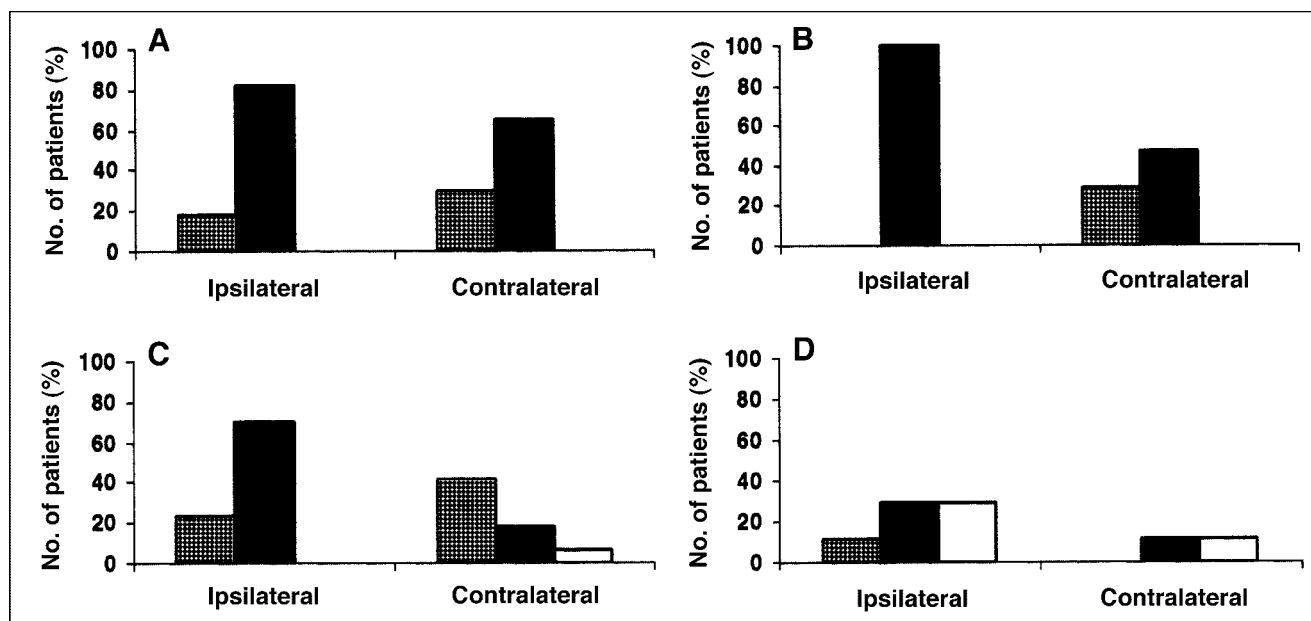 A
No. of patients (%)
100
80
60
40
20
0
Ipsilateral
Contralateral
B
No. of patients (%)
100
80
60
40
20
0
Ipsilateral
Contralateral
C
No. of patients (%)
100
80
60
40
20
0
Ipsilateral
Contralateral
D
No. of patients (%)
100
80
60
40
20
0
Ipsilateral
Contralateral